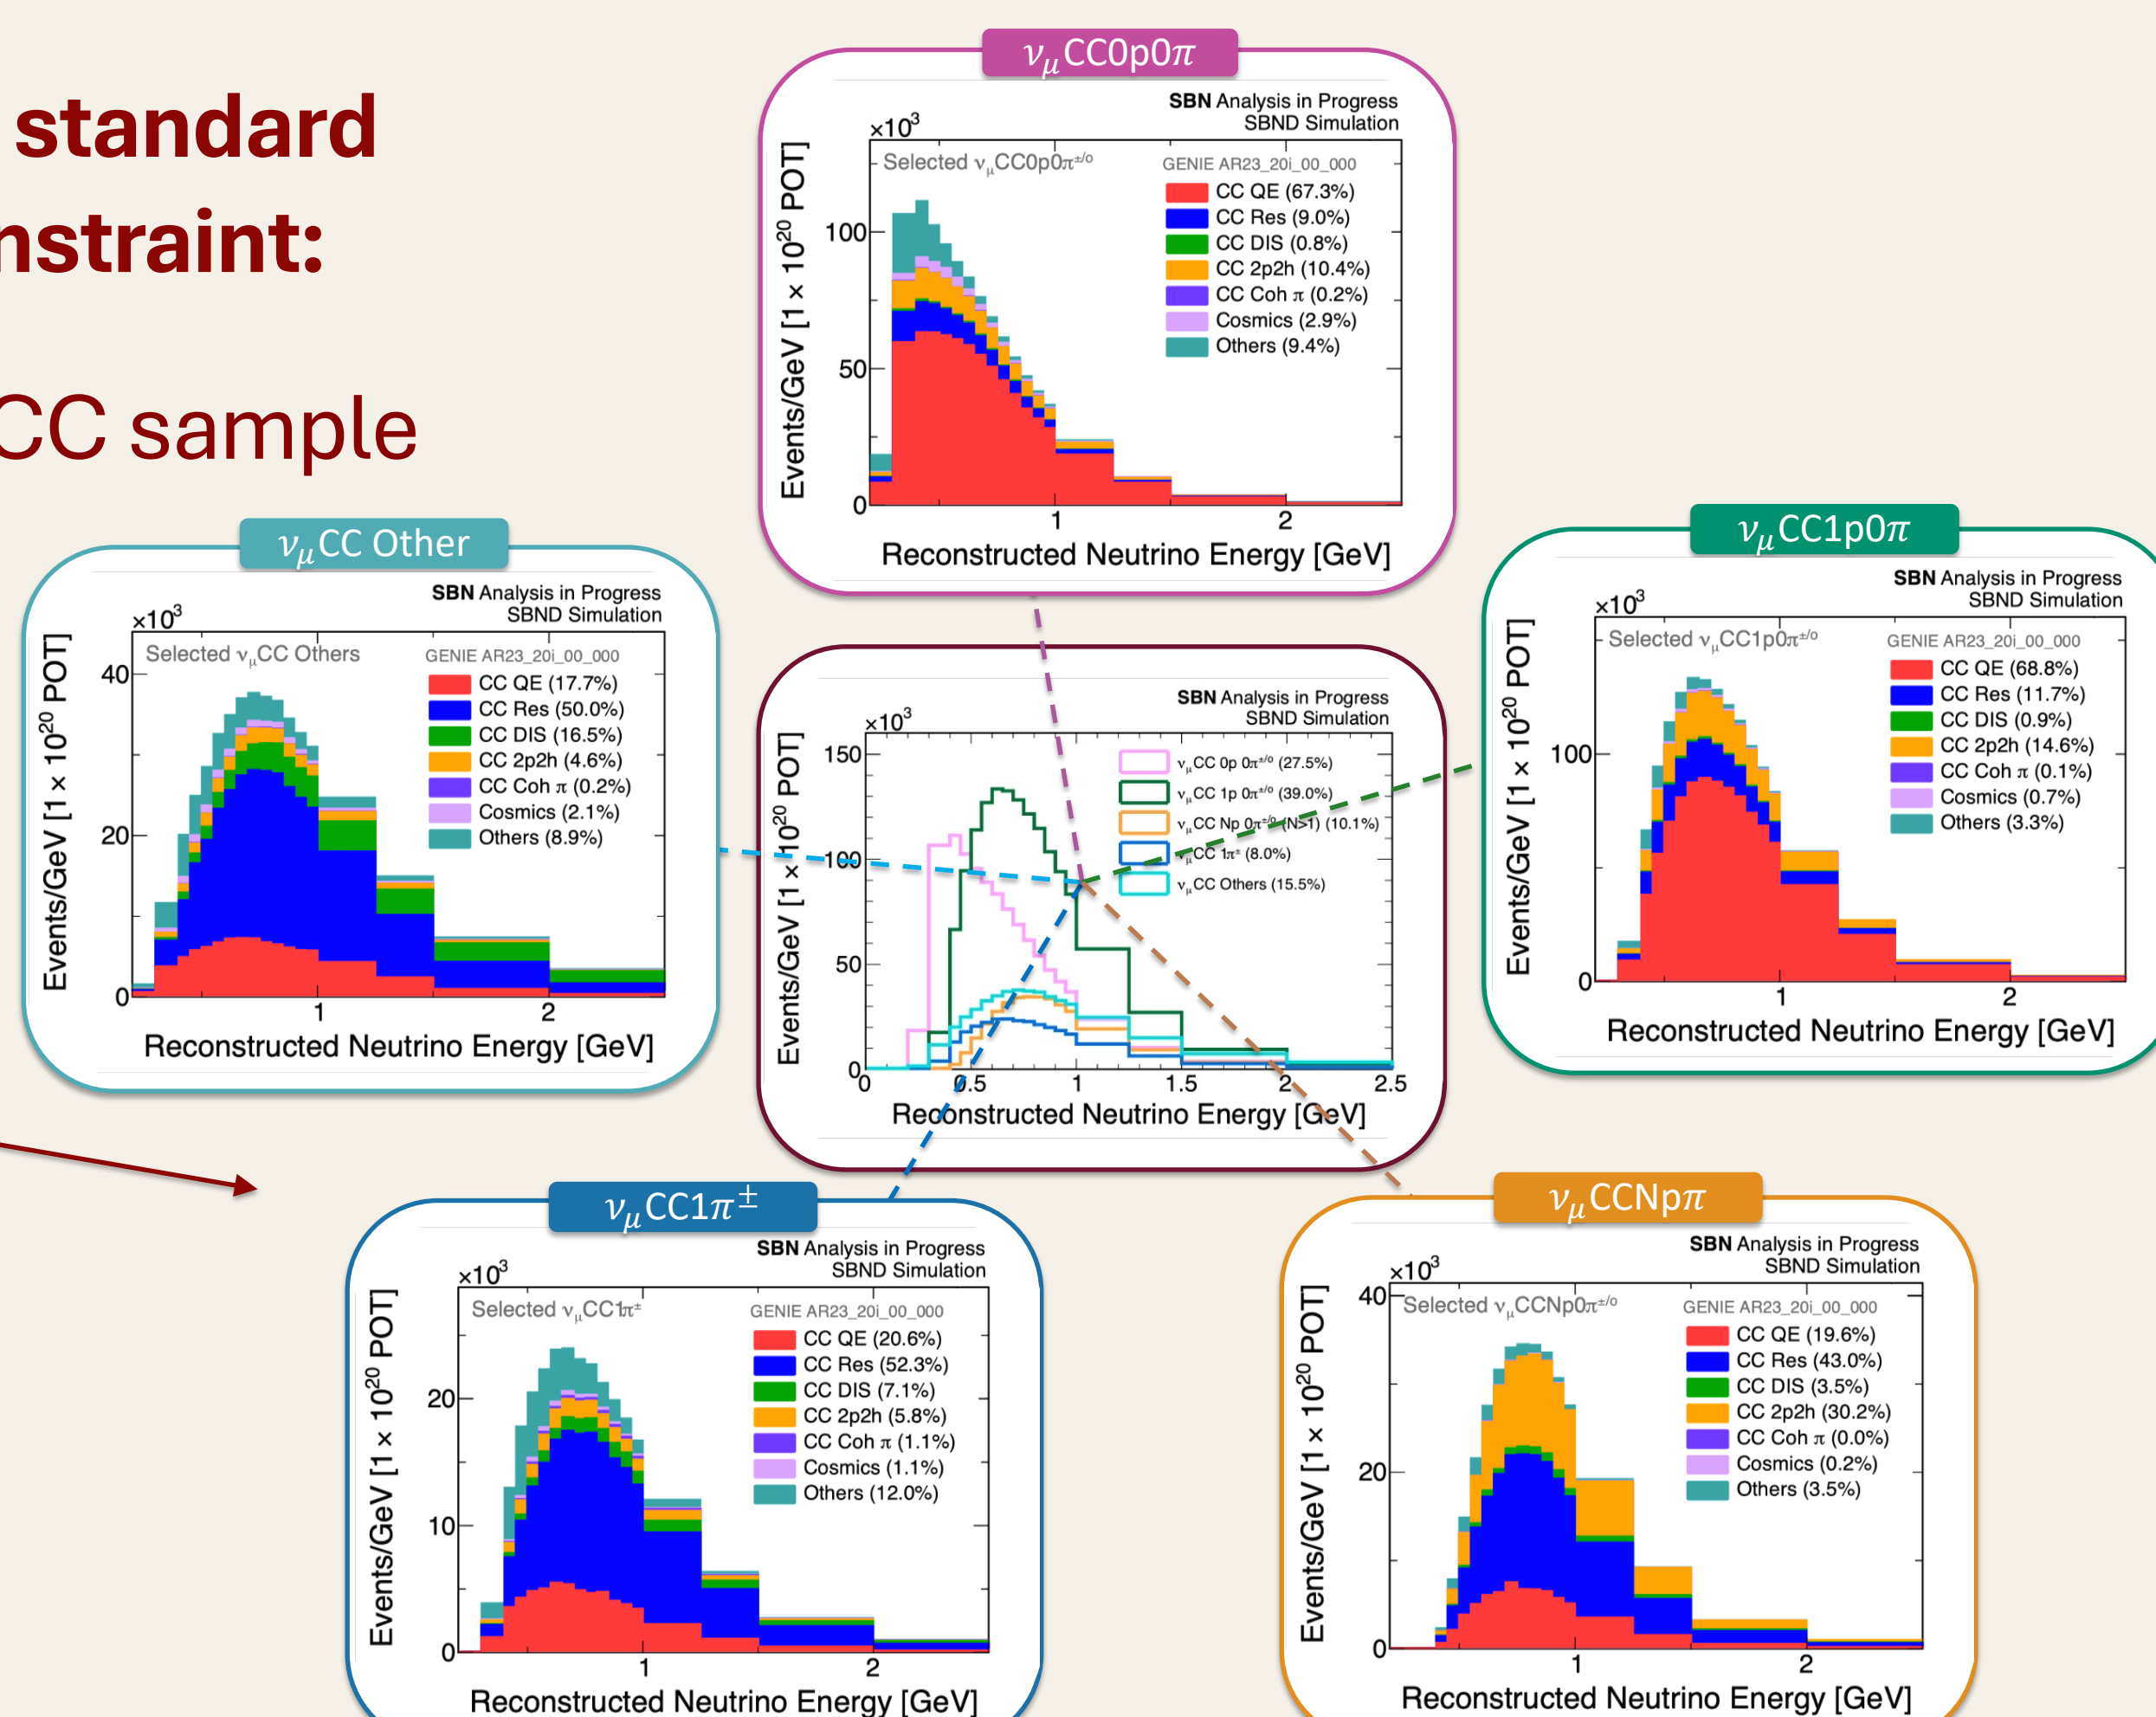 standard
nstraint:
CC sample
νμCC0p0π
SBN Analysis in Progress
SBND Simulation
×10³
Selected νμCC0p0π±/o
GENIE AR23_20i_00_000
CC QE (67.3%)
CC Res (9.0%)
CC DIS (0.8%)
CC 2p2h (10.4%)
CC Coh π (0.2%)
Cosmics (2.9%)
Others (9.4%)
Events/GeV [1 × 10²⁰ POT]
100
50
0
1 2
Reconstructed Neutrino Energy [GeV]
νμCC Other
SBN Analysis in Progress
SBND Simulation
×10³
Selected νμCC Others
GENIE AR23_20i_00_000
CC QE (17.7%)
CC Res (50.0%)
CC DIS (16.5%)
CC 2p2h (4.6%)
CC Coh π (0.2%)
Cosmics (2.1%)
Others (8.9%)
Events/GeV [1 × 10²⁰ POT]
40
20
0
1 2
Reconstructed Neutrino Energy [GeV]
SBN Analysis in Progress
SBND Simulation
×10³
νμCC 0p 0π±/o (27.5%)
νμCC 1p 0π±/o (39.0%)
νμCC Np 0π±/o (N>1) (10.1%)
νμCC 1π± (8.0%)
νμCC Others (15.5%)
Events/GeV [1 × 10²⁰ POT]
150
100
50
0
0 0.5 1 1.5 2 2.5
Reconstructed Neutrino Energy [GeV]
νμCC1p0π
SBN Analysis in Progress
SBND Simulation
×10³
Selected νμCC1p0π±/o
GENIE AR23_20i_00_000
CC QE (68.8%)
CC Res (11.7%)
CC DIS (0.9%)
CC 2p2h (14.6%)
CC Coh π (0.1%)
Cosmics (0.7%)
Others (3.3%)
Events/GeV [1 × 10²⁰ POT]
100
0
1 2
Reconstructed Neutrino Energy [GeV]
νμCC1π±
SBN Analysis in Progress
SBND Simulation
×10³
Selected νμCC1π±
GENIE AR23_20i_00_000
CC QE (20.6%)
CC Res (52.3%)
CC DIS (7.1%)
CC 2p2h (5.8%)
CC Coh π (1.1%)
Cosmics (1.1%)
Others (12.0%)
Events/GeV [1 × 10²⁰ POT]
20
10
0
1 2
Reconstructed Neutrino Energy [GeV]
νμCCNpπ
SBN Analysis in Progress
SBND Simulation
×10³
Selected νμCCNp0π±/o
GENIE AR23_20i_00_000
CC QE (19.6%)
CC Res (43.0%)
CC DIS (3.5%)
CC 2p2h (30.2%)
CC Coh π (0.0%)
Cosmics (0.2%)
Others (3.5%)
Events/GeV [1 × 10²⁰ POT]
40
20
0
1 2
Reconstructed Neutrino Energy [GeV]